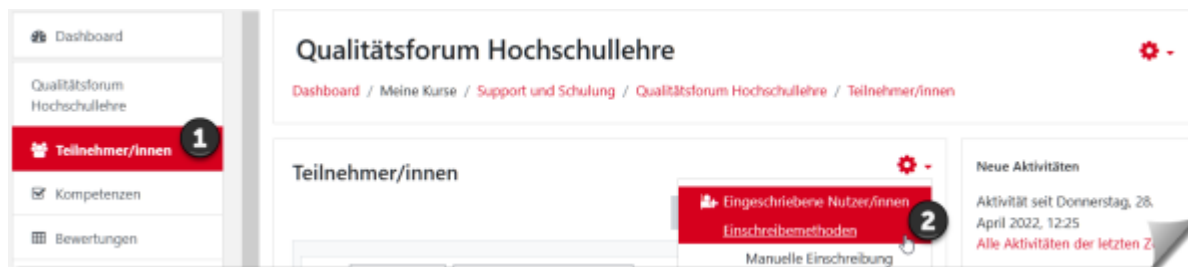 Dashboard
Qualitätsforum
Hochschullehre
Teilnehmer/innen
1
Kompetenzen
Bewertungen
Qualitätsforum Hochschullehre
Dashboard / Meine Kurse / Support und Schulung / Qualitätsforum Hochschullehre / Teilnehmer/innen
Teilnehmer/innen
Eingeschriebene Nutzer/innen
Einschreibemethoden
2
Manuelle Einschreibung
Neue Aktivitäten
Aktivität seit Donnerstag, 28.
April 2022, 12:25
Alle Aktivitäten der letzten